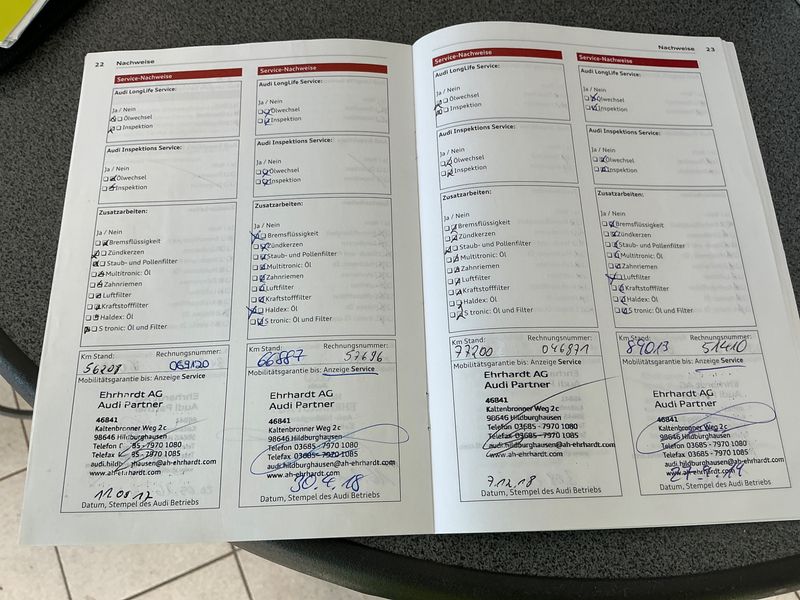 22 Nachweise
Service-Nachweise
Audi LongLife Service:
Ja / Nein
Ölwechsel
Inspektion
Audi Inspektions Service:
Ja / Nein
Ölwechsel
Inspektion
Zusatzarbeiten:
Ja / Nein
Bremsflüssigkeit
Zündkerzen
Staub- und Pollenfilter
Multitronic: Öl
Zahnriemen
Luftfilter
Kraftstofffilter
Haldex: Öl
S tronic: Öl und Filter
Km Stand: Rechnungsnummer:
56208 069120
Mobilitätsgarantie bis: Anzeige Service
Ehrhardt AG
Audi Partner
46841
Kaltenbronner Weg 2c
98646 Hildburghausen
Telefon 03685 - 7970 1080
Telefax 03685 - 7970 1085
audi.hildburghausen@ah-ehrhardt.com
www.ah-ehrhardt.com
Datum, Stempel des Audi Betriebs
Service-Nachweise
Audi LongLife Service:
Ja / Nein
Ölwechsel
Inspektion
Audi Inspektions Service:
Ja / Nein
Ölwechsel
Inspektion
Zusatzarbeiten:
Ja / Nein
Bremsflüssigkeit
Zündkerzen
Staub- und Pollenfilter
Multitronic: Öl
Zahnriemen
Luftfilter
Kraftstofffilter
Haldex: Öl
S tronic: Öl und Filter
Km Stand: Rechnungsnummer:
66887 57696
Mobilitätsgarantie bis: Anzeige Service
Ehrhardt AG
Audi Partner
46841
Kaltenbronner Weg 2c
98646 Hildburghausen
Telefon 03685 - 7970 1080
Telefax 03685 - 7970 1085
audi.hildburghausen@ah-ehrhardt.com
www.ah-ehrhardt.com
30.4.18
Datum, Stempel des Audi Betriebs
Nachweise 23
Service-Nachweise
Audi LongLife Service:
Ja / Nein
Ölwechsel
Inspektion
Audi Inspektions Service:
Ja / Nein
Ölwechsel
Inspektion
Zusatzarbeiten:
Ja / Nein
Bremsflüssigkeit
Zündkerzen
Staub- und Pollenfilter
Multitronic: Öl
Zahnriemen
Luftfilter
Kraftstofffilter
Haldex: Öl
S tronic: Öl und Filter
Km Stand: Rechnungsnummer:
77200 046871
Mobilitätsgarantie bis: Anzeige Service
Ehrhardt AG
Audi Partner
46841
Kaltenbronner Weg 2c
98646 Hildburghausen
Telefon 03685 - 7970 1080
Telefax 03685 - 7970 1085
audi.hildburghausen@ah-ehrhardt.com
www.ah-ehrhardt.com
7.12.18
Datum, Stempel des Audi Betriebs
Service-Nachweise
Audi LongLife Service:
Ja / Nein
Ölwechsel
Inspektion
Audi Inspektions Service:
Ja / Nein
Ölwechsel
Inspektion
Zusatzarbeiten:
Ja / Nein
Bremsflüssigkeit
Zündkerzen
Staub- und Pollenfilter
Multitronic: Öl
Zahnriemen
Luftfilter
Kraftstofffilter
Haldex: Öl
S tronic: Öl und Filter
Km Stand: Rechnungsnummer:
84013 51410
Mobilitätsgarantie bis: Anzeige Service
Ehrhardt AG
Audi Partner
46841
Kaltenbronner Weg 2c
98646 Hildburghausen
Telefon 03685 - 7970 1080
Telefax 03685 - 7970 1085
audi.hildburghausen@ah-ehrhardt.com
www.ah-ehrhardt.com
Datum, Stempel des Audi Betriebs